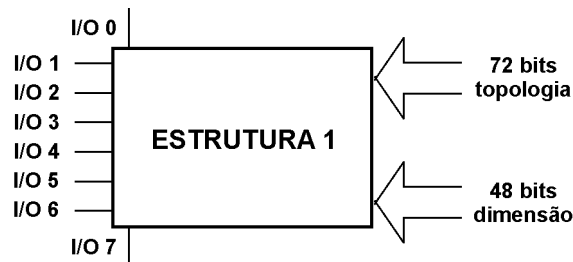 I/O 0
I/O 1
I/O 2
I/O 3
I/O 4
I/O 5
I/O 6
I/O 7
ESTRUTURA 1
72 bits
topologia
48 bits
dimensão